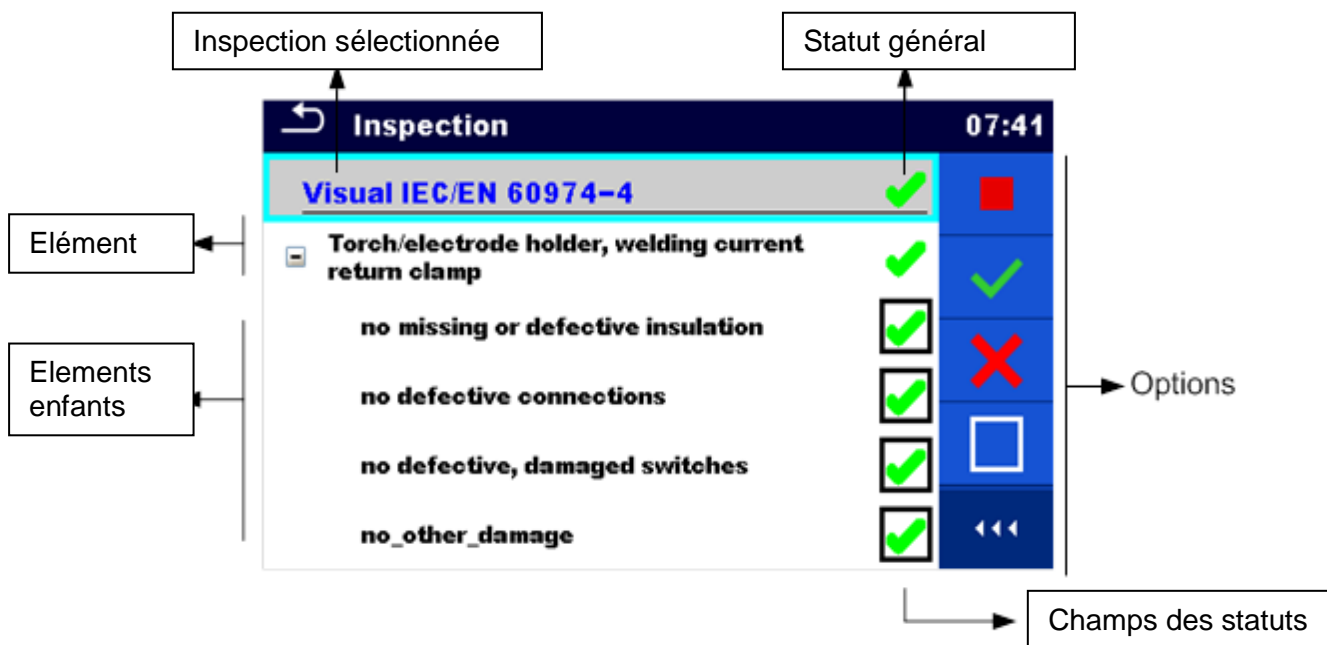 Inspection sélectionnée
Statut général
Inspection
07:41
Visual IEC/EN 60974-4
Elément
Torch/electrode holder, welding current
return clamp
no missing or defective insulation
Elements
enfants
no defective connections
Options
no defective, damaged switches
no_other_damage
Champs des statuts